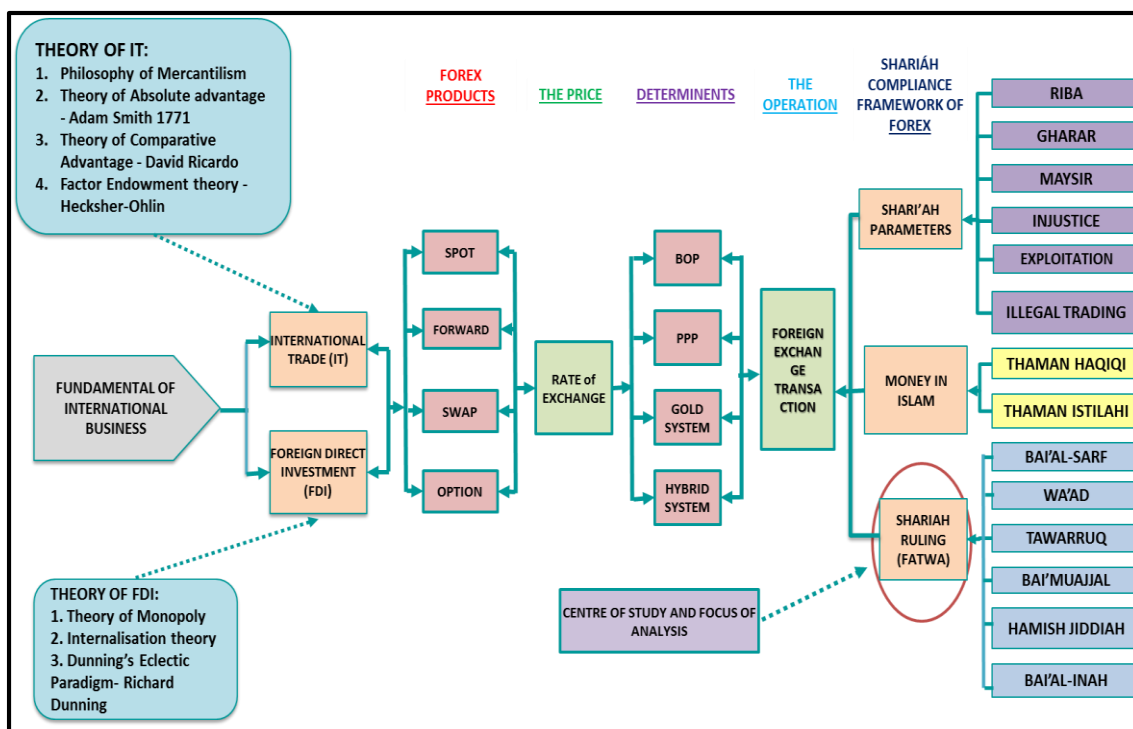 THEORY OF IT:
1. Philosophy of Mercantilism
2. Theory of Absolute advantage
- Adam Smith 1771
3. Theory of Comparative
Advantage - David Ricardo
4. Factor Endowment theory -
Hecksher-Ohlin
FOREX
PRODUCTS
THE PRICE
DETERMINENTS
THE
OPERATION
SHARIÁH
COMPLIANCE
FRAMEWORK OF
FOREX
FUNDAMENTAL OF
INTERNATIONAL
BUSINESS
INTERNATIONAL
TRADE (IT)
FOREIGN DIRECT
INVESTMENT
(FDI)
SPOT
FORWARD
SWAP
OPTION
RATE of
EXCHANGE
BOP
PPP
GOLD
SYSTEM
HYBRID
SYSTEM
FOREIGN
EXCHAN
GE
TRANSA
CTION
SHARI'AH
PARAMETERS
MONEY IN
ISLAM
SHARIAH
RULING
(FATWA)
RIBA
GHARAR
MAYSIR
INJUSTICE
EXPLOITATION
ILLEGAL TRADING
THAMAN HAQIQI
THAMAN ISTILAHI
BAI'AL-SARF
WA'AD
TAWARRUQ
BAI'MUAJJAL
HAMISH JIDDIAH
BAI'AL-INAH
THEORY OF FDI:
1. Theory of Monopoly
2. Internalisation theory
3. Dunning's Eclectic
Paradigm- Richard
Dunning
CENTRE OF STUDY AND FOCUS OF
ANALYSIS